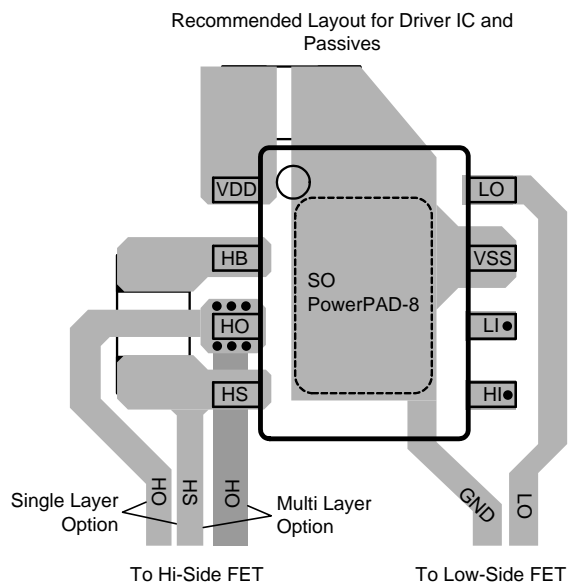 Recommended Layout for Driver IC and
Passives
VDD
LO
HB
VSS
SO
PowerPAD-8
HO
LI
HS
HI
HO
HS
HO
GND
LO
Single Layer
Option
Multi Layer
Option
To Hi-Side FET
To Low-Side FET